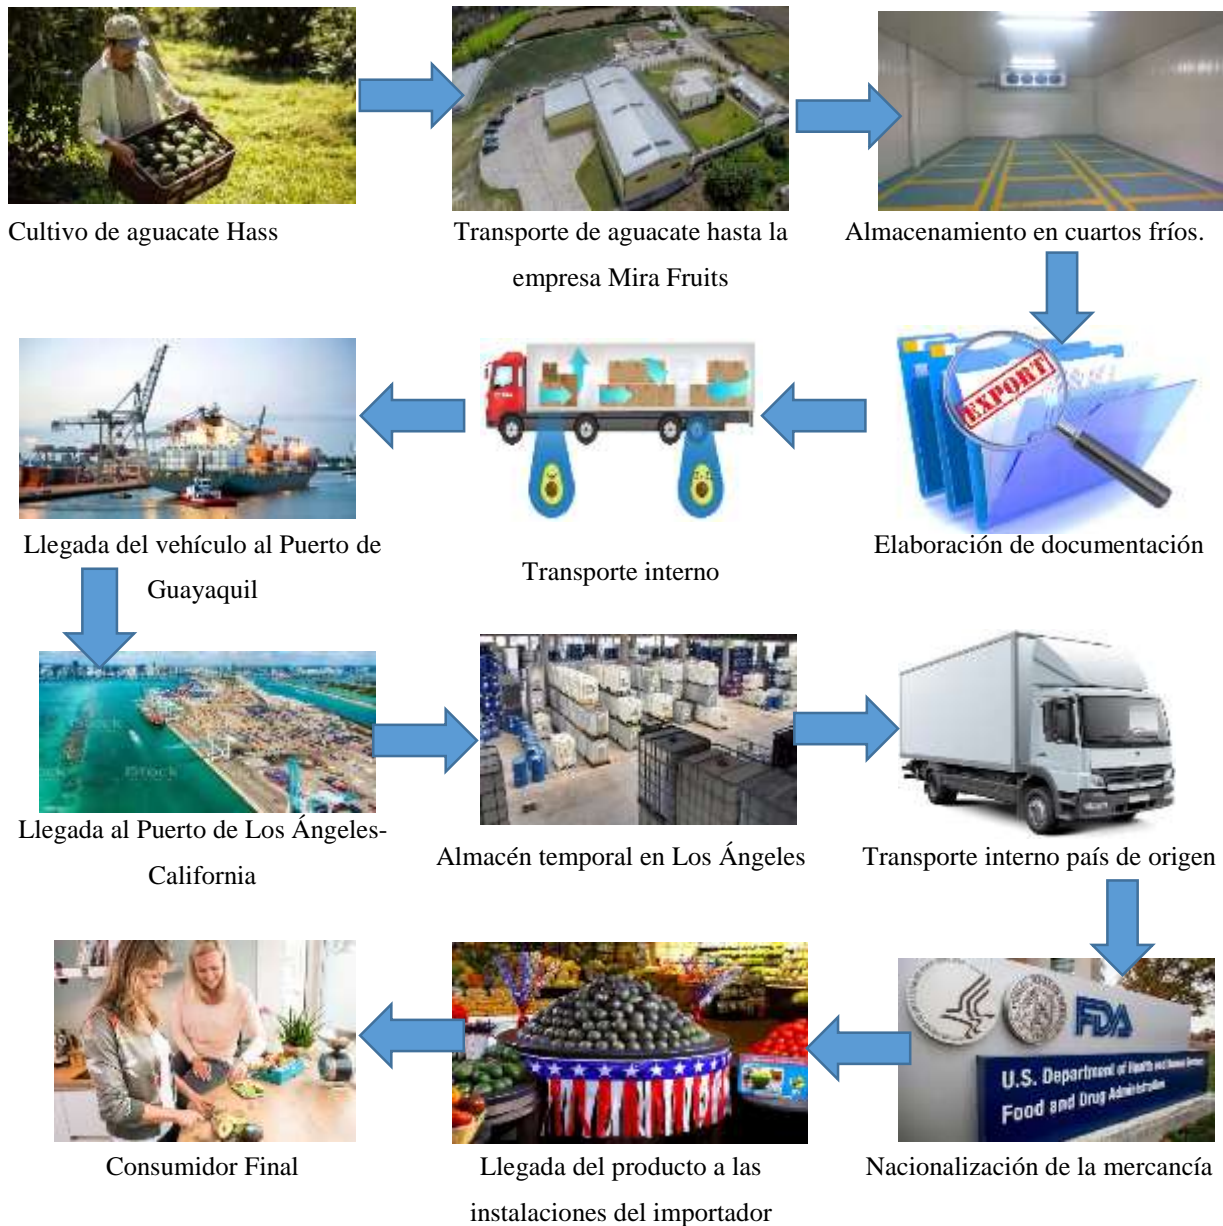 Cultivo de aguacate Hass
Transporte de aguacate hasta la
empresa Mira Fruits
Almacenamiento en cuartos fríos.
EXPORT
Llegada del vehículo al Puerto de
Guayaquil
Transporte interno
Elaboración de documentación
iStock
Llegada al Puerto de Los Ángeles-
California
Almacén temporal en Los Ángeles
Transporte interno país de origen
FDA
U.S. Department of Health and Human Services
Food and Drug Administration
Consumidor Final
Llegada del producto a las
instalaciones del importador
Nacionalización de la mercancía